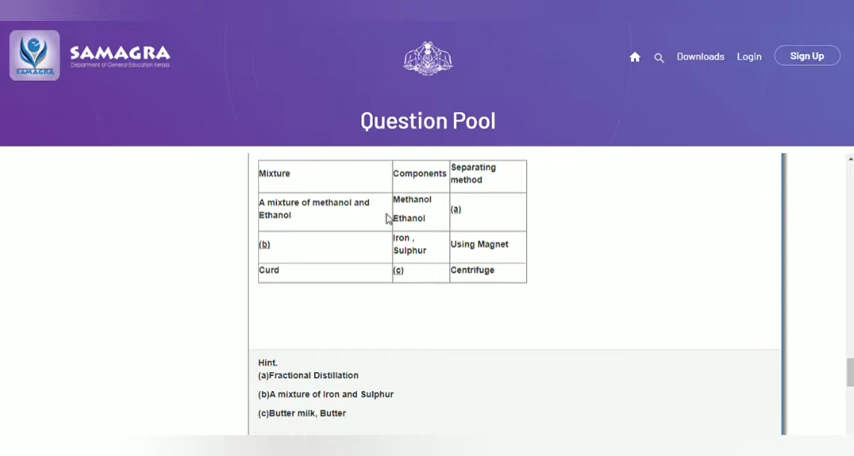 SAMAGRA
Department of General Education Kerala
SAMAGRA
Downloads
Login
Sign Up
Question Pool
Mixture
Components
Separating
method
A mixture of methanol and
Ethanol
Methanol
Ethanol
(a)
(b)
Iron ,
Sulphur
Using Magnet
Curd
(c)
Centrifuge
Hint.
(a)Fractional Distillation
(b)A mixture of Iron and Sulphur
(c)Butter milk, Butter